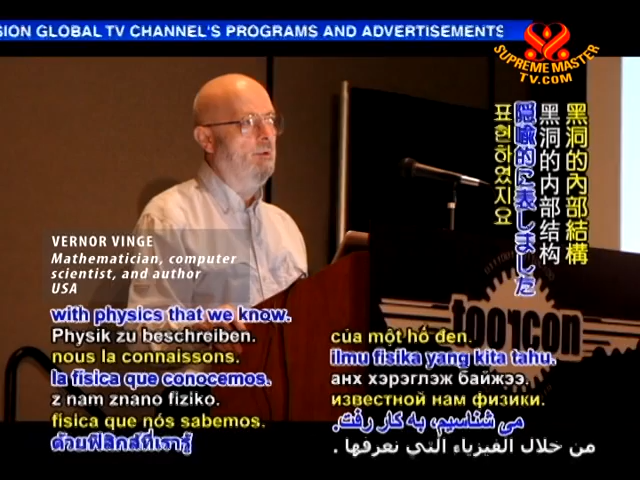 SION GLOBAL TV CHANNEL'S PROGRAMS AND ADVERTISEMENTS
SUPREME MASTER
TV.COM
黑洞的內部結構
黑洞的内部结构
隠喩的に表しました
표현하였지요
VERNOR VINGE
Mathematician, computer
scientist, and author
USA
toorcon
with physics that we know.
Physik zu beschreiben.
nous la connaissons.
la física que conocemos.
z nam znano fiziko.
física que nós sabemos.
ด้วยฟิสิกส์ที่เรารู้
của một hố đen.
ilmu fisika yang kita tahu.
анх хэрэглэж байжээ.
известной нам физики.
می شناسیم، به کار رفت.
من خلال الفيزياء التي نعرفها .